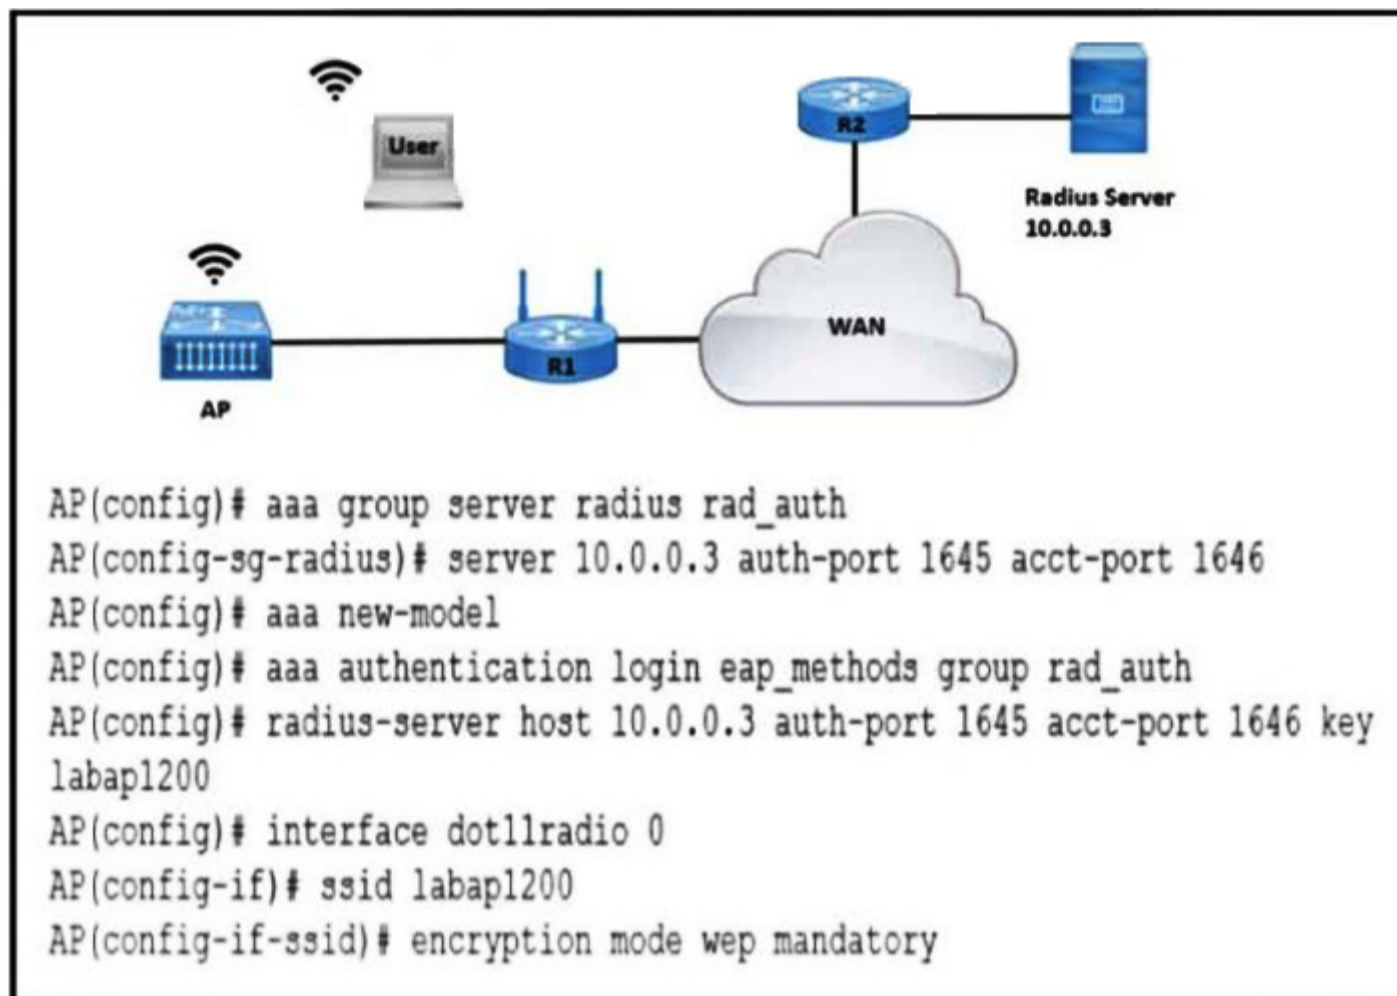 User
R2
Radius Server
10.0.0.3
WAN
R1
AP
AP(config)# aaa group server radius rad_auth
AP(config-sg-radius)# server 10.0.0.3 auth-port 1645 acct-port 1646
AP(config)# aaa new-model
AP(config)# aaa authentication login eap_methods group rad_auth
AP(config)# radius-server host 10.0.0.3 auth-port 1645 acct-port 1646 key
labap1200
AP(config)# interface dot11radio 0
AP(config-if)# ssid labap1200
AP(config-if-ssid)# encryption mode wep mandatory